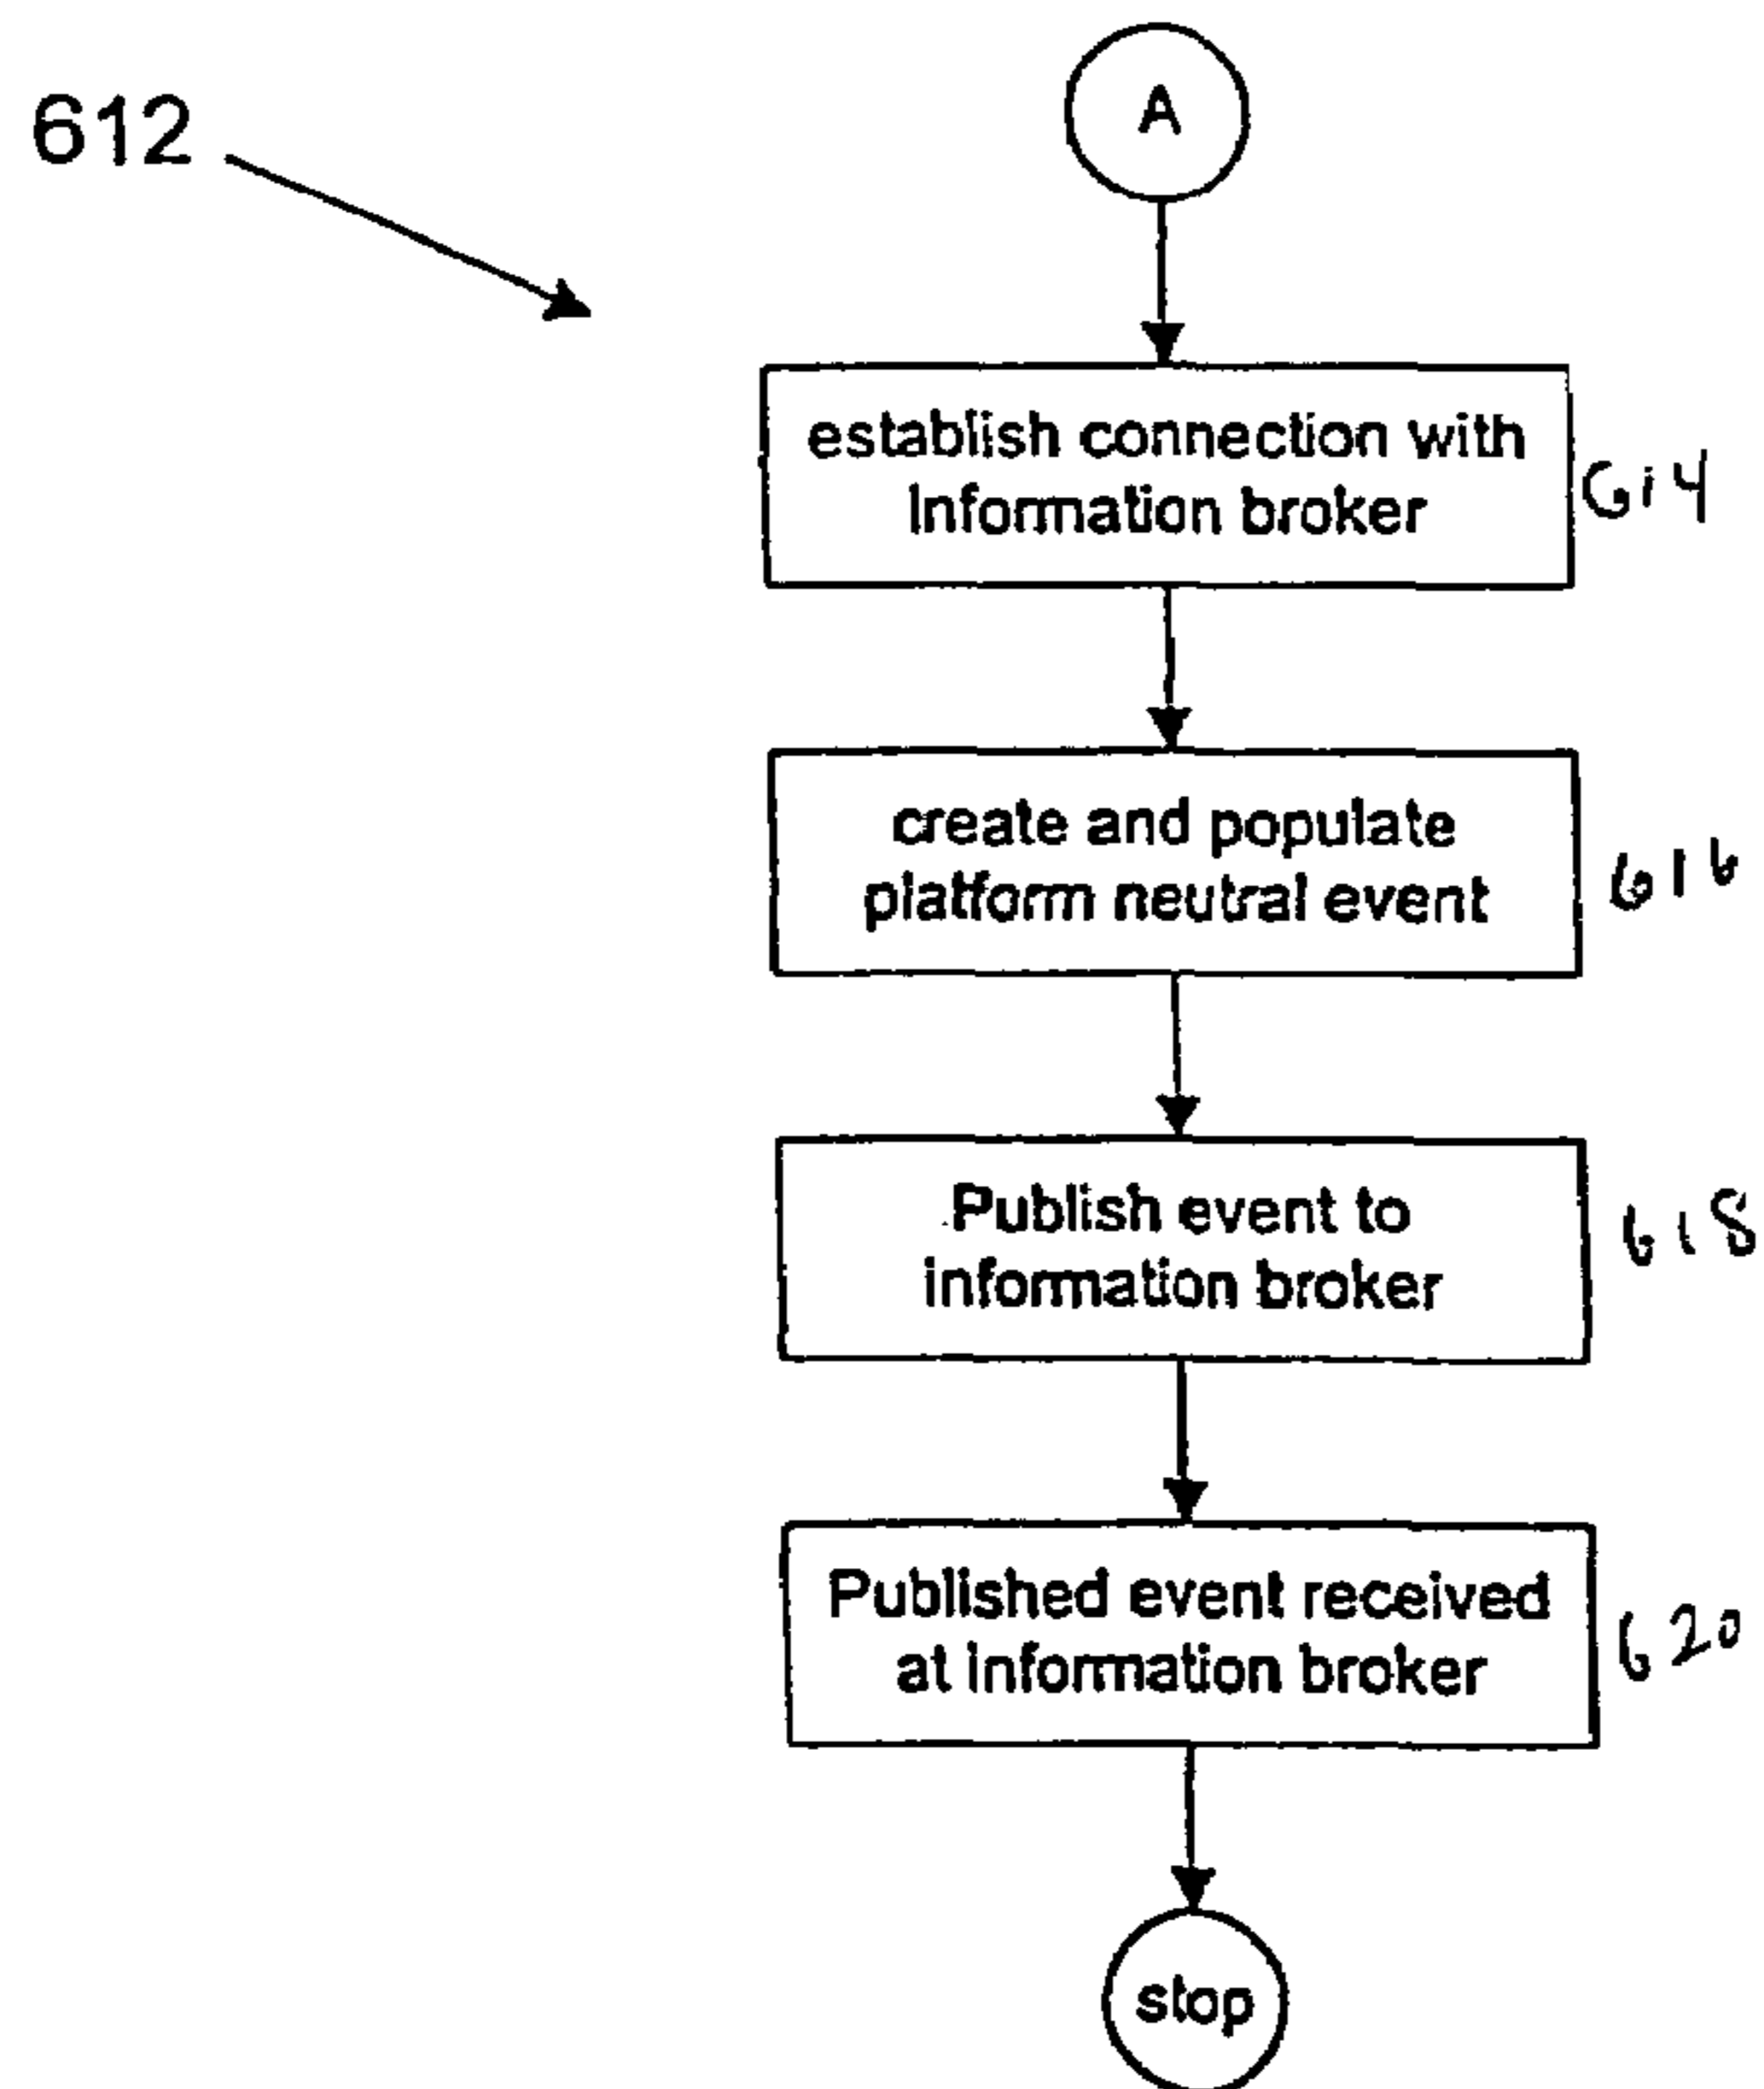 612
A
establish connection with
Information broker
614
create and populate
platform neutral event
616
Publish event to
information broker
618
Published event received
at information broker
620
stop